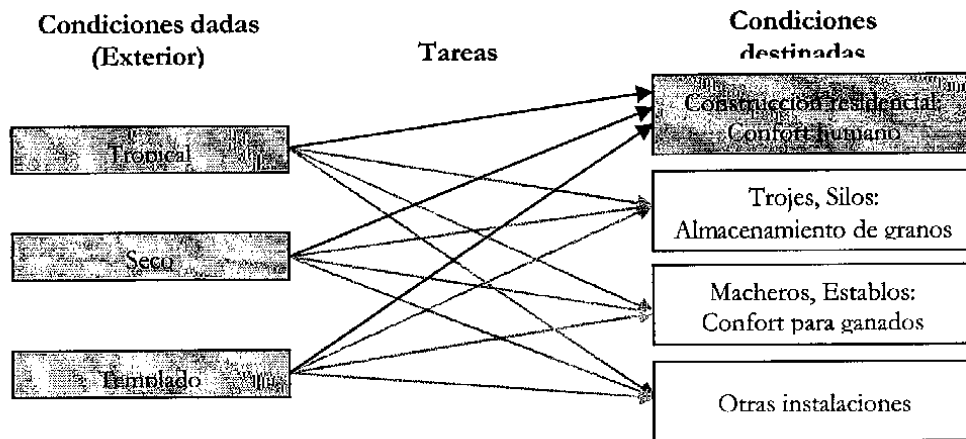 Condiciones dadas
(Exterior)
Tareas
Condiciones
destinadas
Tropical
Seco
Templado
Construccion residencial:
Confort humano
Trojes, Silos:
Almacenamiento de granos
Macheros, Establos:
Confort para ganados
Otras instalaciones